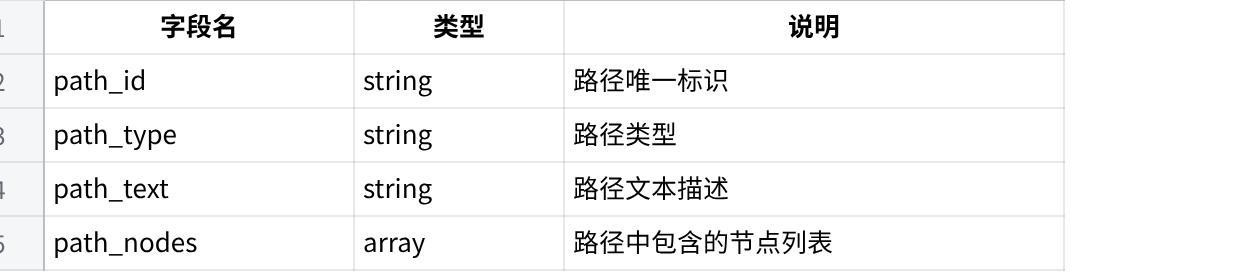 字段名 类型 说明
2 path_id string 路径唯一标识
path_type string 路径类型
path_text string 路径文本描述
path_nodes array 路径中包含的节点列表